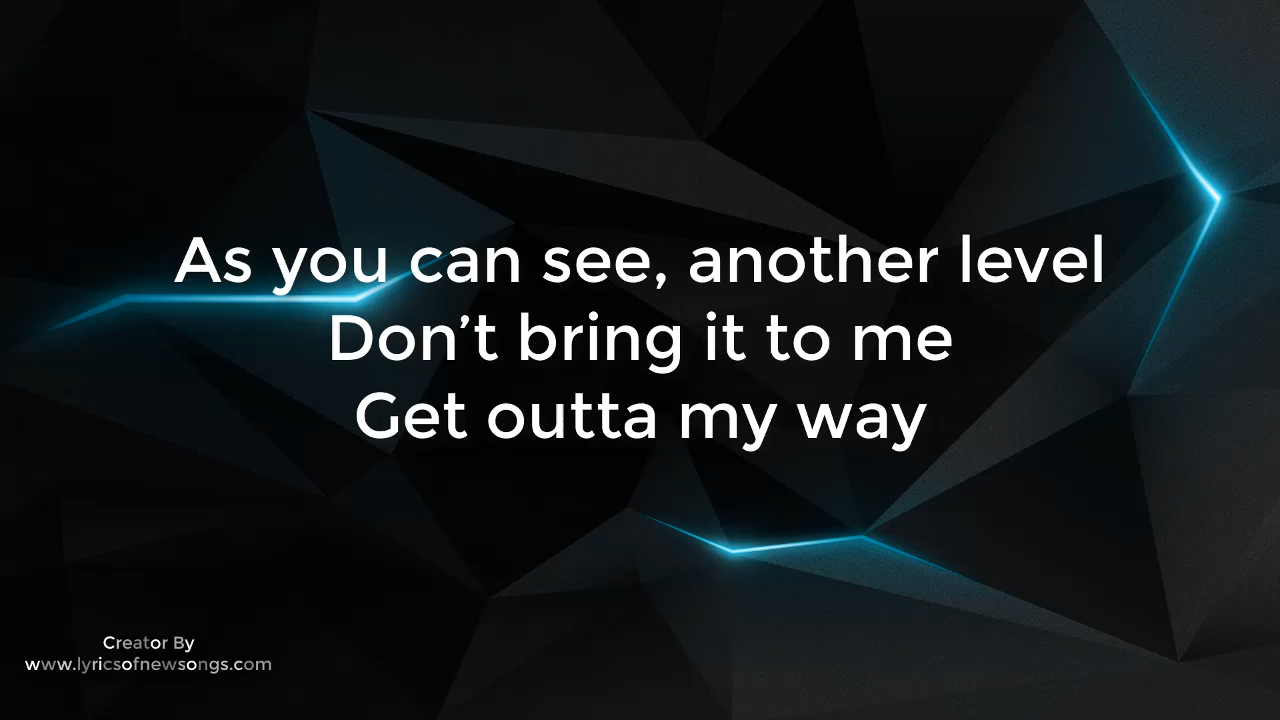 As you can see, another level
Don’t bring it to me
Get outta my way
Creator By
www.lyricsofnewsongs.com